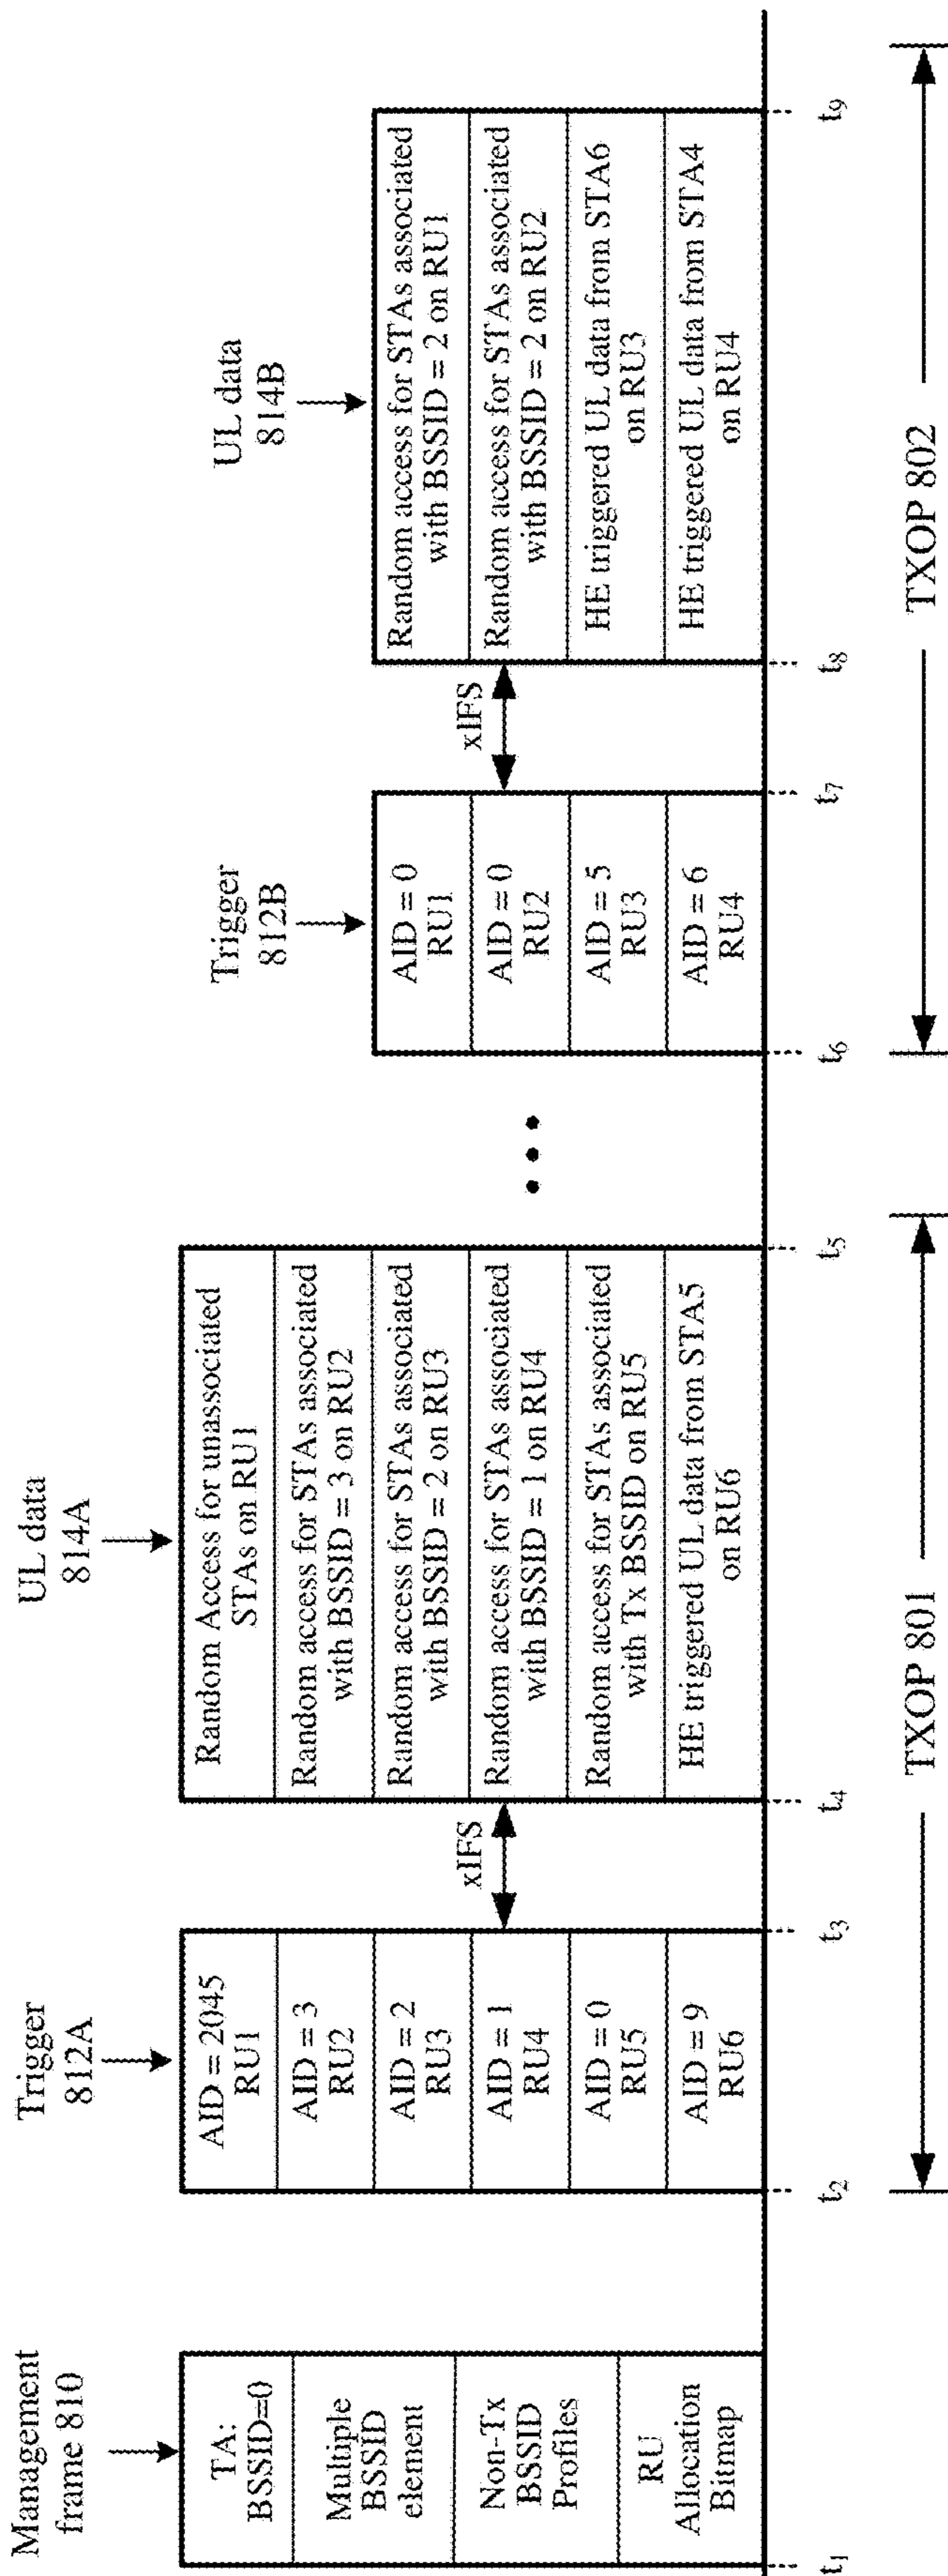 Management
frame 810
TA:
BSSID=0
Multiple
BSSID
element
Non-Tx
BSSID
Profiles
RU
Allocation
Bitmap
Trigger
812A
AID = 2045
RU1
AID = 3
RU2
AID = 2
RU3
AID = 1
RU4
AID = 0
RU5
AID = 9
RU6
xIFS
UL data
814A
Random Access for unassociated
STAs on RU1
Random access for STAs associated
with BSSID = 3 on RU2
Random access for STAs associated
with BSSID = 2 on RU3
Random access for STAs associated
with BSSID = 1 on RU4
Random access for STAs associated
with Tx BSSID on RU5
HE triggered UL data from STA5
on RU6
Trigger
812B
AID = 0
RU1
AID = 0
RU2
AID = 5
RU3
AID = 6
RU4
xIFS
UL data
814B
Random access for STAs associated
with BSSID = 2 on RU1
Random access for STAs associated
with BSSID = 2 on RU2
HE triggered UL data from STA6
on RU3
HE triggered UL data from STA4
on RU4
t1
t2
t3
t4
t5
t6
t7
t8
t9
TXOP 801
TXOP 802